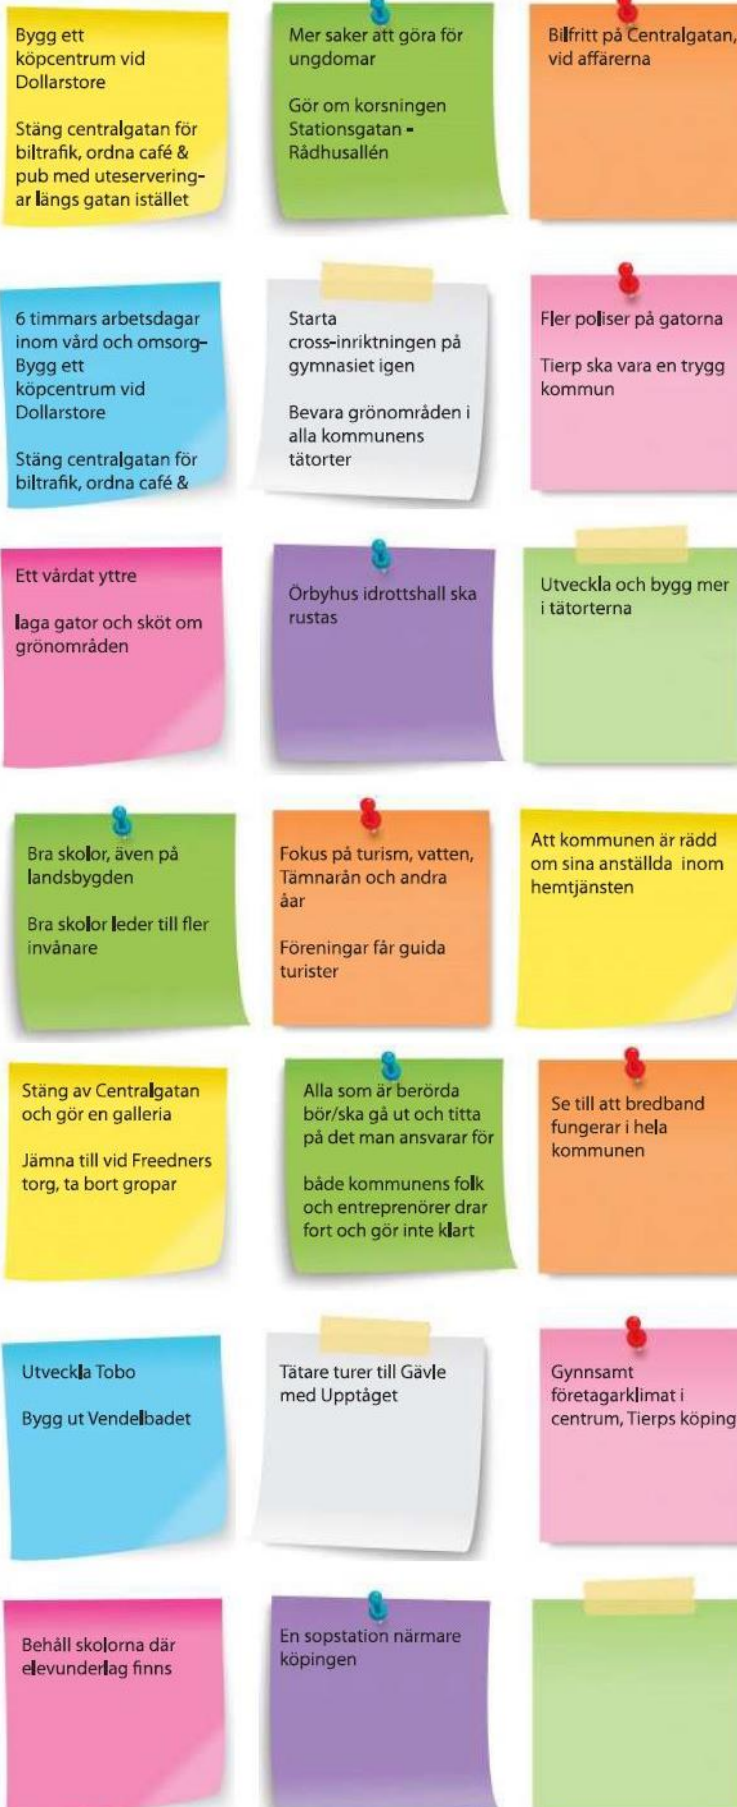 Bygg ett
köpcentrum vid
Dollarstore
Stäng centralgatan för
biltrafik, ordna café &
pub med uteservering-
ar längs gatan istället
Mer saker att göra för
ungdomar
Gör om korsningen
Stationsgatan -
Rådhusallén
Bilfritt på Centralgatan,
vid affärerna
6 timmars arbetsdagar
inom vård och omsorg-
Bygg ett
köpcentrum vid
Dollarstore
Stäng centralgatan för
biltrafik, ordna café &
Starta
cross-inriktningen på
gymnasiet igen
Bevara grönområden i
alla kommunens
tätorter
Fler poliser på gatorna
Tierp ska vara en trygg
kommun
Ett vårdat yttre
laga gator och sköt om
grönområden
Örbyhus idrottshall ska
rustas
Utveckla och bygg mer
i tätorterna
Bra skolor, även på
landsbygden
Bra skolor leder till fler
invånare
Fokus på turism, vatten,
Tämnarån och andra
åar
Föreningar får guida
turister
Att kommunen är rädd
om sina anställda inom
hemtjänsten
Stäng av Centralgatan
och gör en galleria
Jämna till vid Freedners
torg, ta bort gropar
Alla som är berörda
bör/ska gå ut och titta
på det man ansvarar för
både kommunens folk
och entreprenörer drar
fort och gör inte klart
Se till att bredband
fungerar i hela
kommunen
Utveckla Tobo
Bygg ut Vendelbadet
Tätare turer till Gävle
med Upptåget
Gynnsamt
företagarklimat i
centrum, Tierps köping
Behåll skolorna där
elevunderlag finns
En sopstation närmare
köpingen